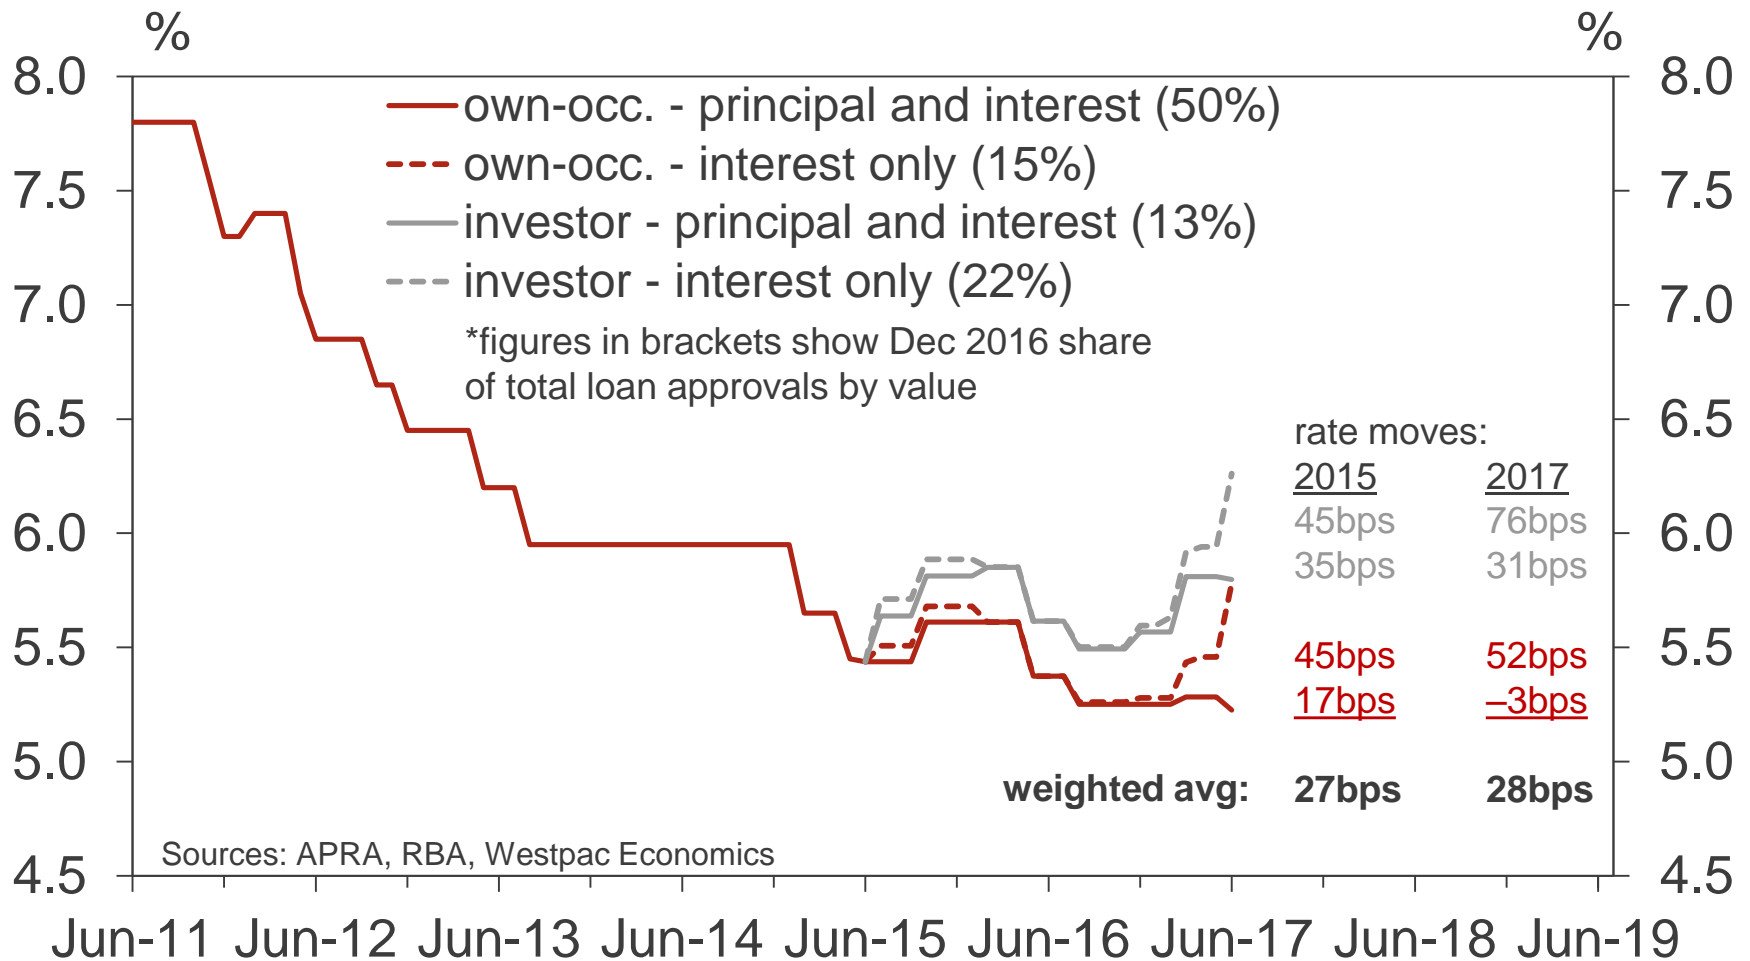 % %
8.0 8.0
own-occ. - principal and interest (50%)
own-occ. - interest only (15%)
7.5 7.5
investor - principal and interest (13%)
investor - interest only (22%)
7.0 7.0
*figures in brackets show Dec 2016 share
of total loan approvals by value
6.5 6.5
rate moves:
2015 2017
45bps 76bps
6.0 6.0
35bps 31bps
5.5 5.5
45bps 52bps
17bps –3bps
5.0 5.0
weighted avg: 27bps 28bps
Sources: APRA, RBA, Westpac Economics
4.5 4.5
Jun-11 Jun-12 Jun-13 Jun-14 Jun-15 Jun-16 Jun-17 Jun-18 Jun-19